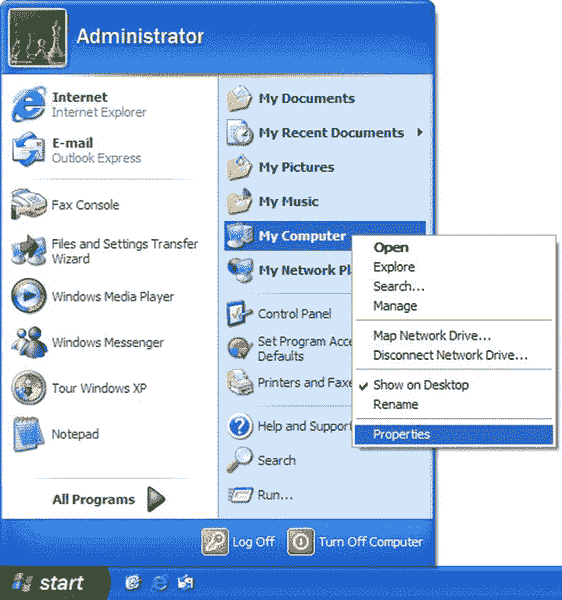 Administrator
Internet
Internet Explorer
E-mail
Outlook Express
Fax Console
Files and Settings Transfer
Wizard
Windows Media Player
Windows Messenger
Tour Windows XP
Notepad
All Programs
My Documents
My Recent Documents
My Pictures
My Music
My Computer
My Network Pl
Control Panel
Set Program Acce
Defaults
Printers and Faxe
Help and Support
Search
Run...
Open
Explore
Search...
Manage
Map Network Drive...
Disconnect Network Drive...
Show on Desktop
Rename
Properties
Log Off
Turn Off Computer
start